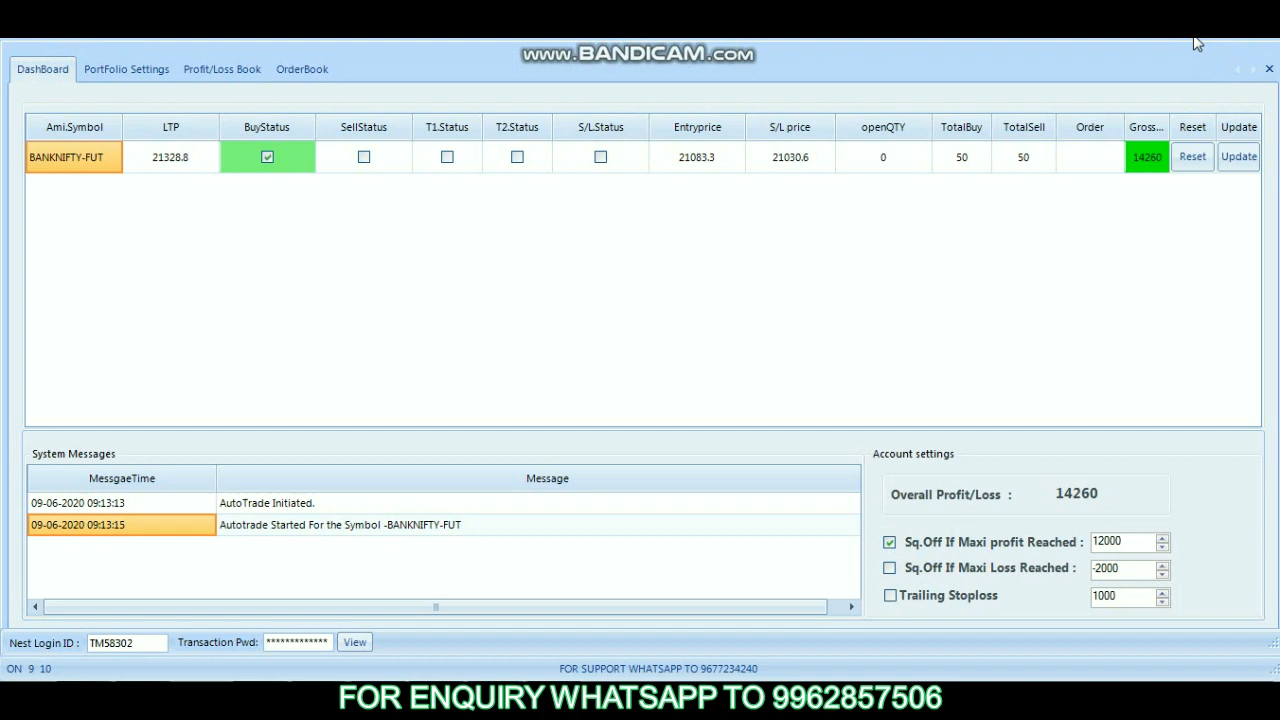 www.BANDICAM.com
DashBoard PortFolio Settings Profit/Loss Book OrderBook
Ami.Symbol LTP BuyStatus SellStatus T1.Status T2.Status S/L.Status Entryprice S/L price openQTY TotalBuy TotalSell Order Gross... Reset Update
BANKNIFTY-FUT 21328.8 21083.3 21030.6 0 50 50 14260 Reset Update
System Messages
MessgaeTime Message
09-06-2020 09:13:13 AutoTrade Initiated.
09-06-2020 09:13:15 Autotrade Started For the Symbol -BANKNIFTY-FUT
Account settings
Overall Profit/Loss : 14260
Sq.Off If Maxi profit Reached : 12000
Sq.Off If Maxi Loss Reached : -2000
Trailing Stoploss 1000
Nest Login ID : TM58302 Transaction Pwd: ************* View
ON 9 10 FOR SUPPORT WHATSAPP TO 9677234240
FOR ENQUIRY WHATSAPP TO 9962857506